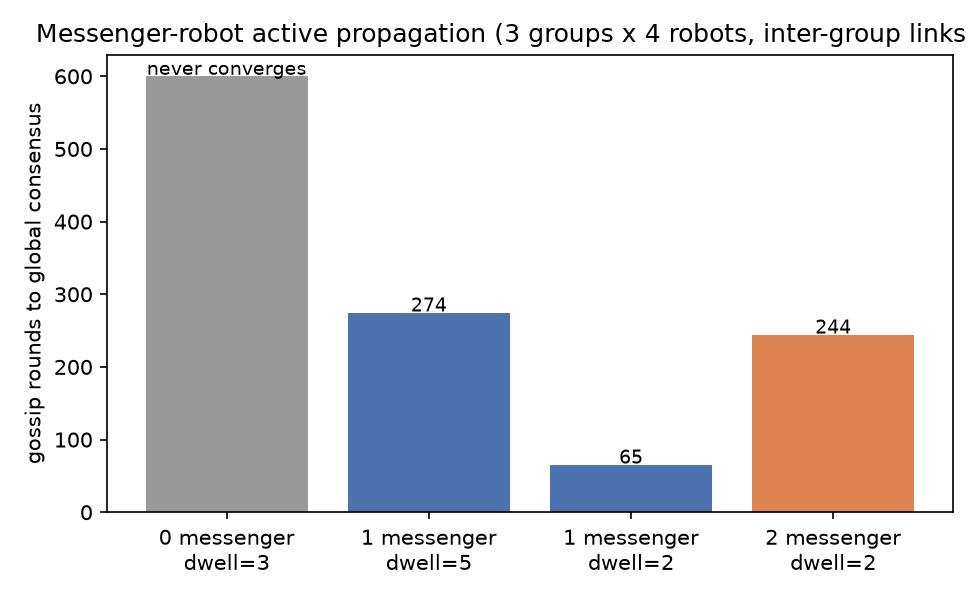 Messenger-robot active propagation (3 groups x 4 robots, inter-group links
never converges
600
500
400
300
200
100
0
gossip rounds to global consensus
274
65
244
0 messenger
dwell=3
1 messenger
dwell=5
1 messenger
dwell=2
2 messenger
dwell=2